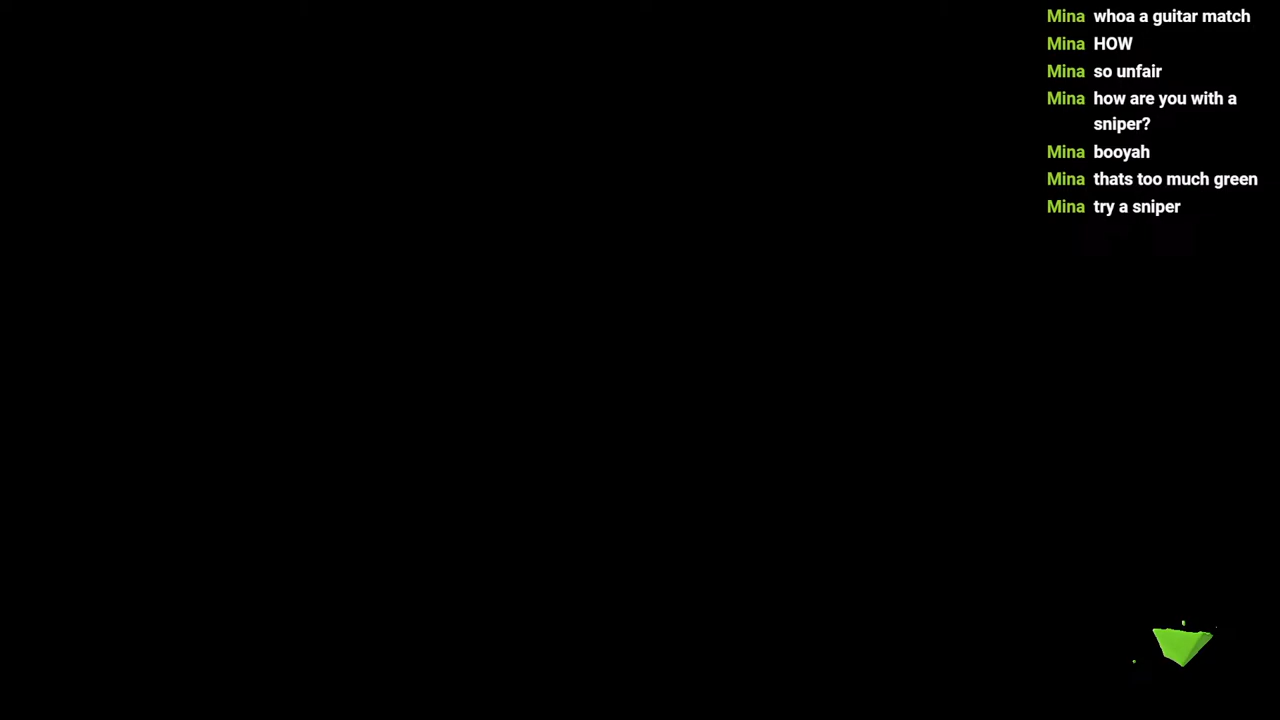 Mina whoa a guitar match
Mina HOW
Mina so unfair
Mina how are you with a
sniper?
Mina booyah
Mina thats too much green
Mina try a sniper